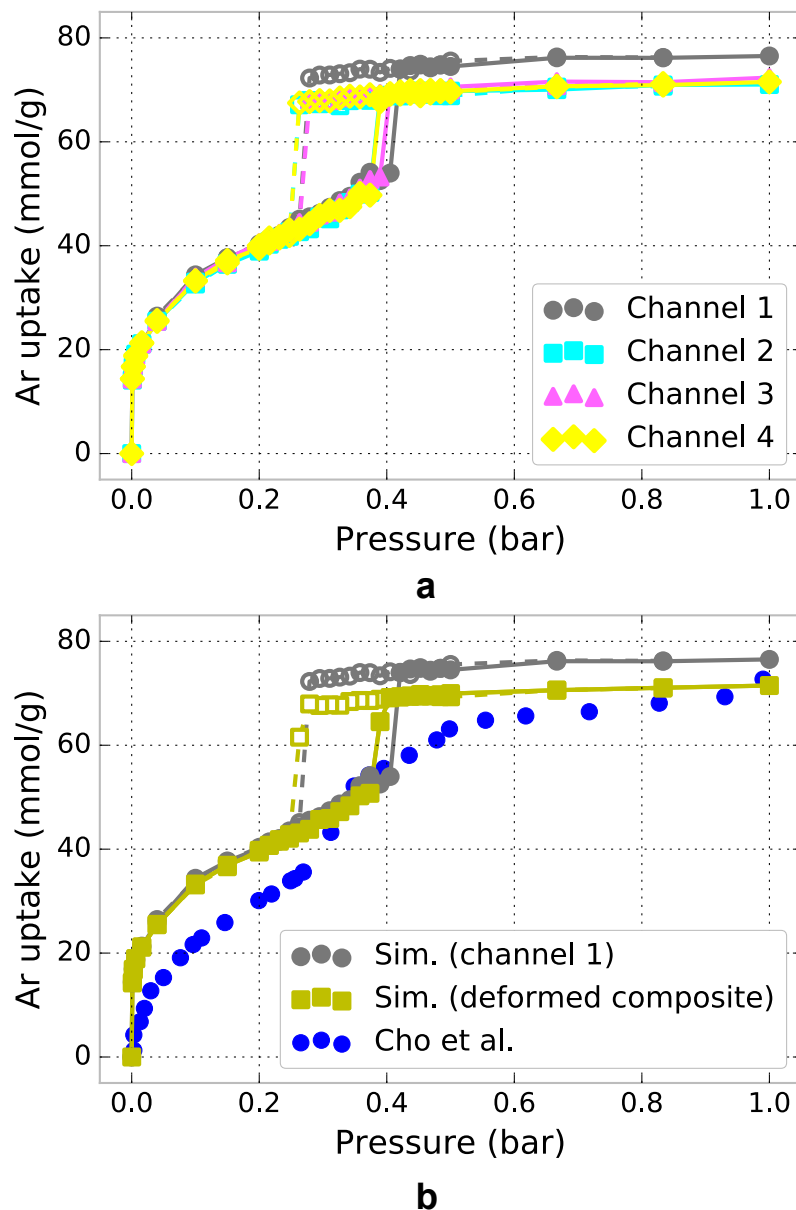 80
60
40
20
0
Ar uptake (mmol/g)
Channel 1
Channel 2
Channel 3
Channel 4
0.0 0.2 0.4 0.6 0.8 1.0
Pressure (bar)
a
80
60
40
20
0
Ar uptake (mmol/g)
Sim. (channel 1)
Sim. (deformed composite)
Cho et al.
0.0 0.2 0.4 0.6 0.8 1.0
Pressure (bar)
b